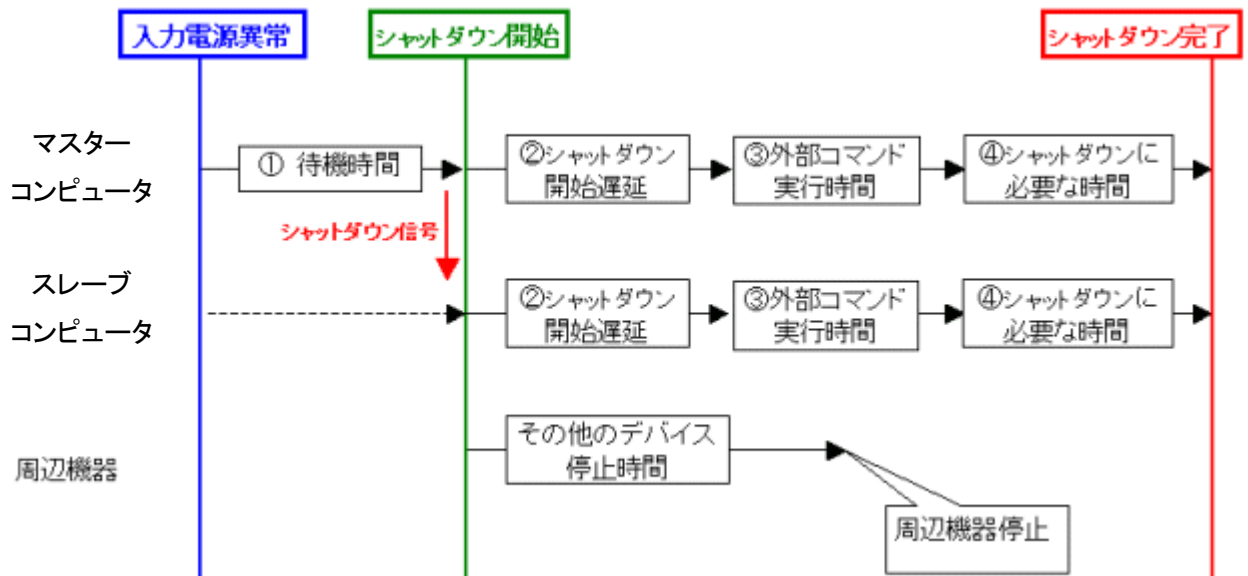 入力電源異常
シャットダウン開始
シャットダウン完了
マスター
コンピュータ
① 待機時間
②シャットダウン
開始遅延
③外部コマンド
実行時間
④シャットダウンに
必要な時間
シャットダウン信号
スレーブ
コンピュータ
②シャットダウン
開始遅延
③外部コマンド
実行時間
④シャットダウンに
必要な時間
周辺機器
その他のデバイス
停止時間
周辺機器停止